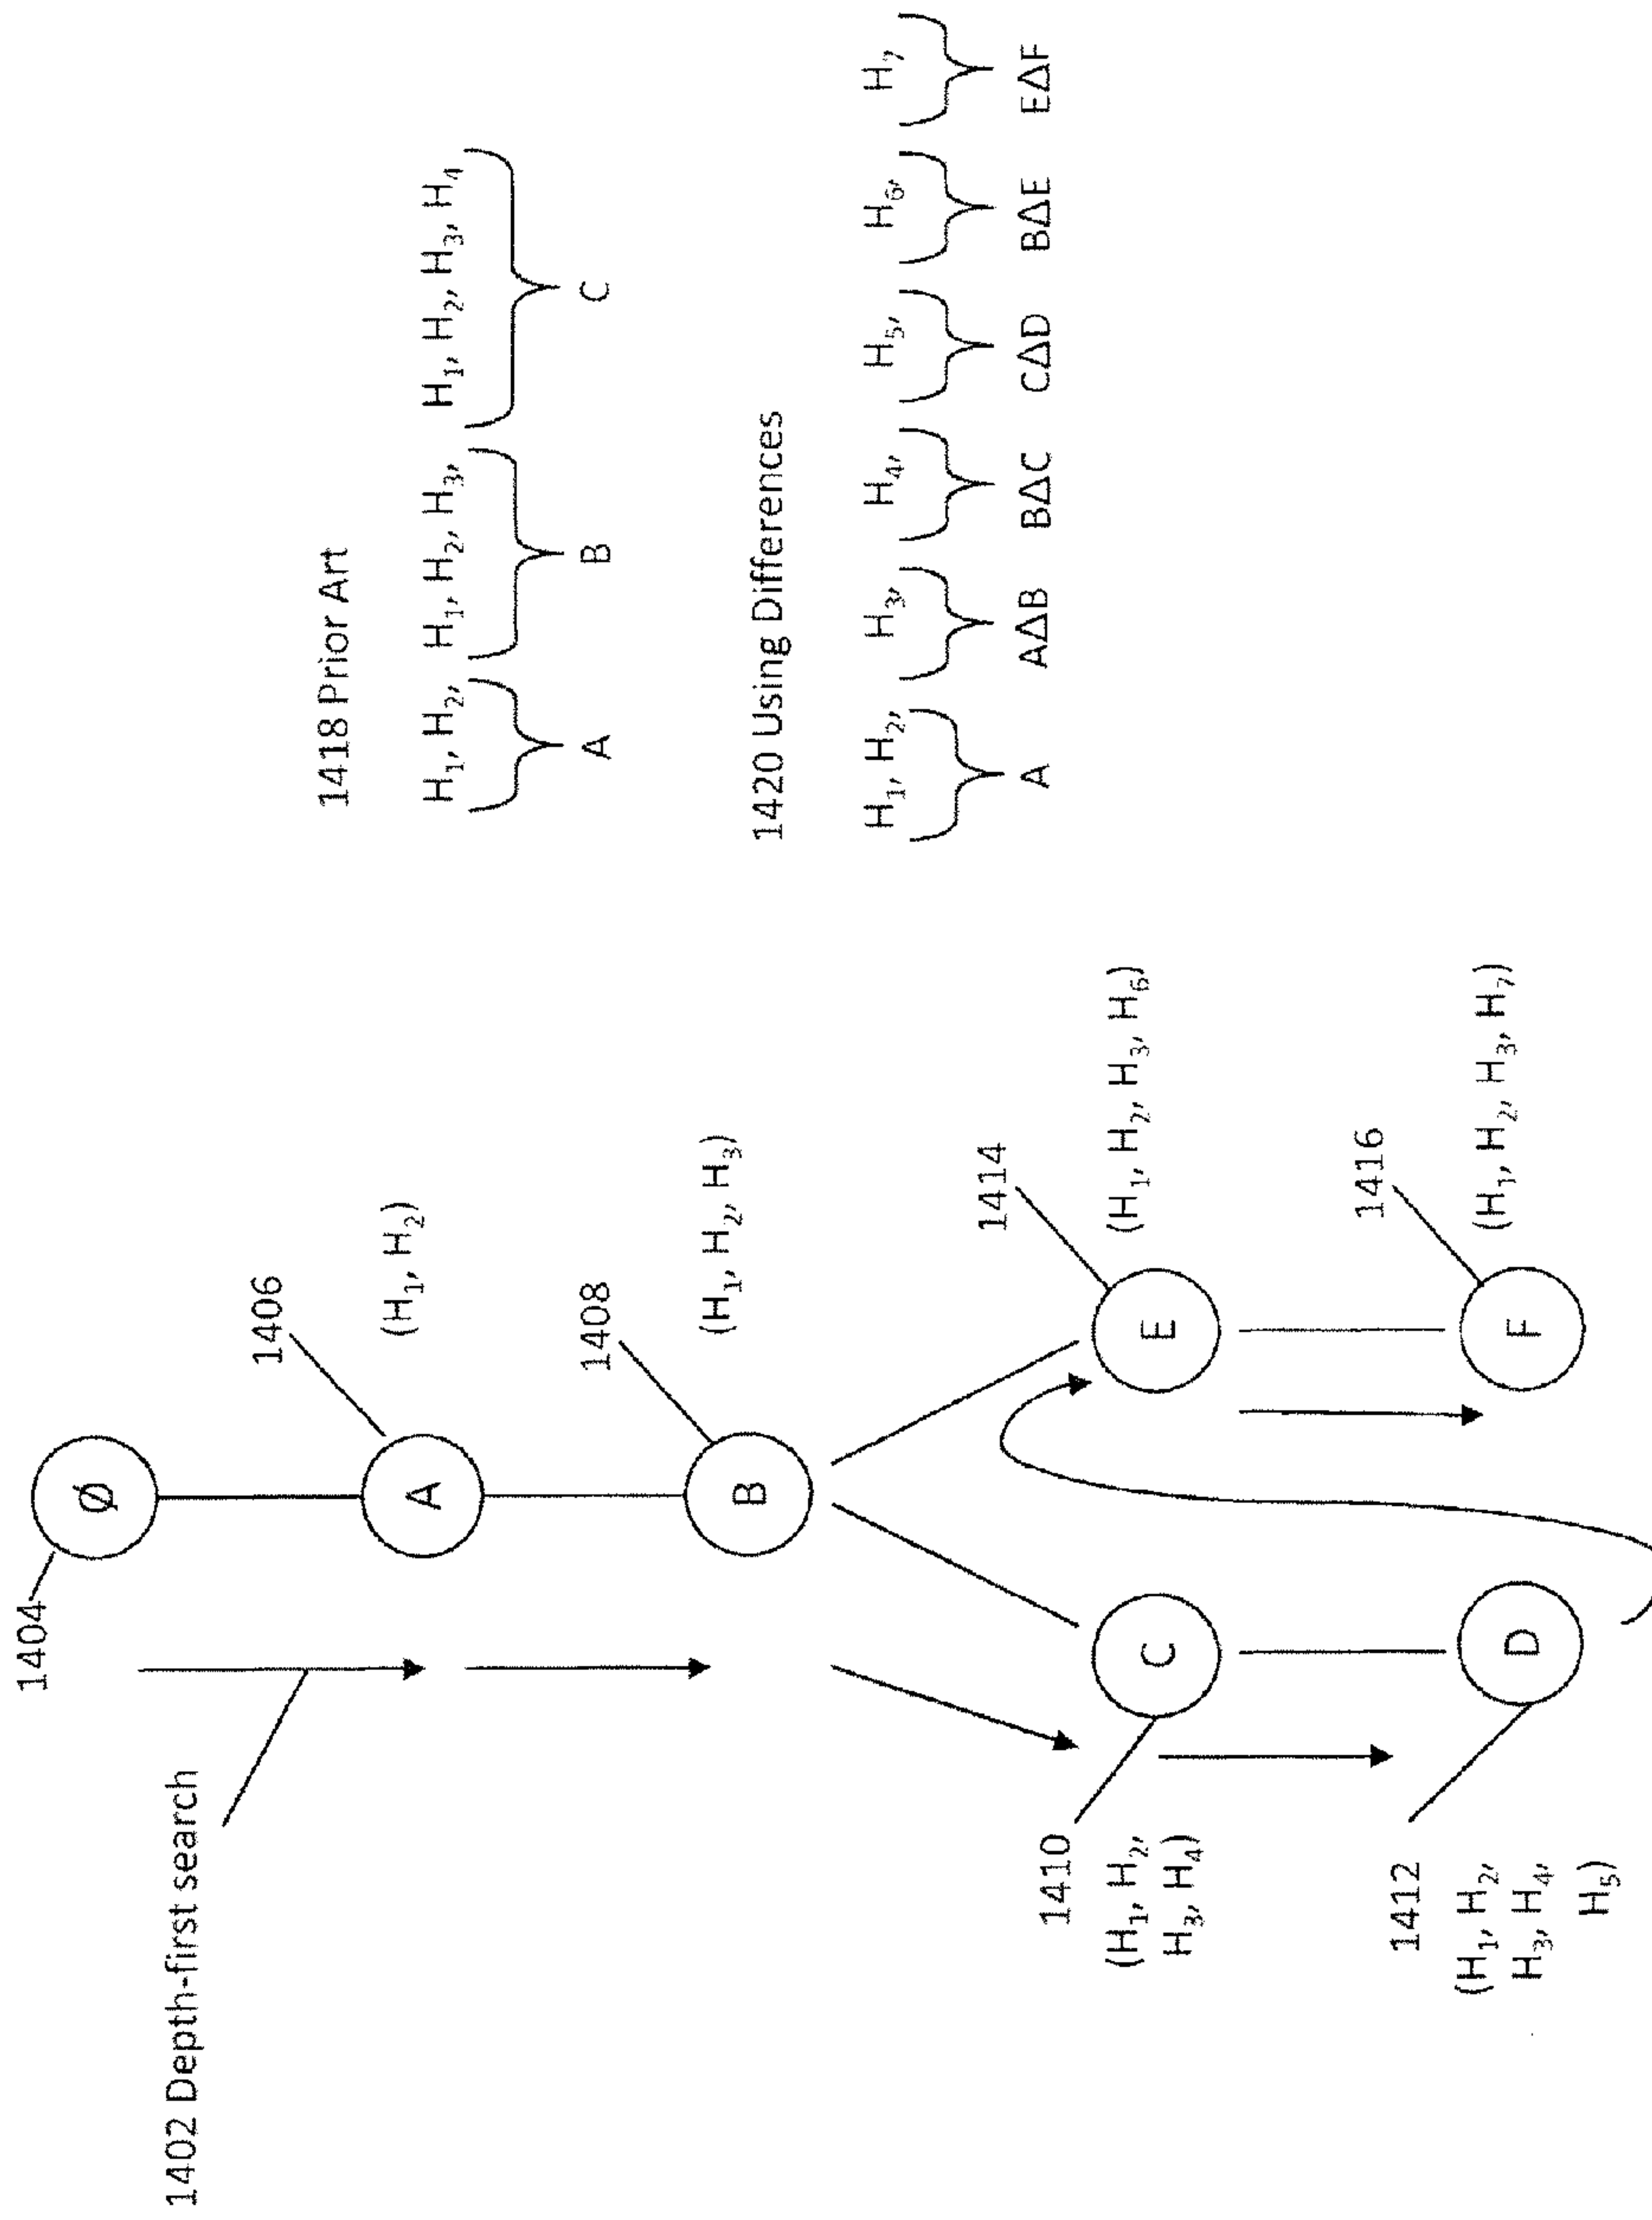 1402 Depth-first search
1404
Ø
1406
A
(H₁, H₂)
1408
B
(H₁, H₂, H₃)
1410
C
(H₁, H₂,
H₃, H₄)
1414
E
(H₁, H₂, H₃, H₆)
1412
D
(H₁, H₂,
H₃, H₄,
H₅)
1416
F
(H₁, H₂, H₃, H₇)
1418 Prior Art
H₁, H₂, H₁, H₂, H₃, H₁, H₂, H₃, H₄
A B C
1420 Using Differences
H₁, H₂, H₃, H₄, H₅, H₆, H₇
A AΔB BΔC CΔD BΔE EΔF